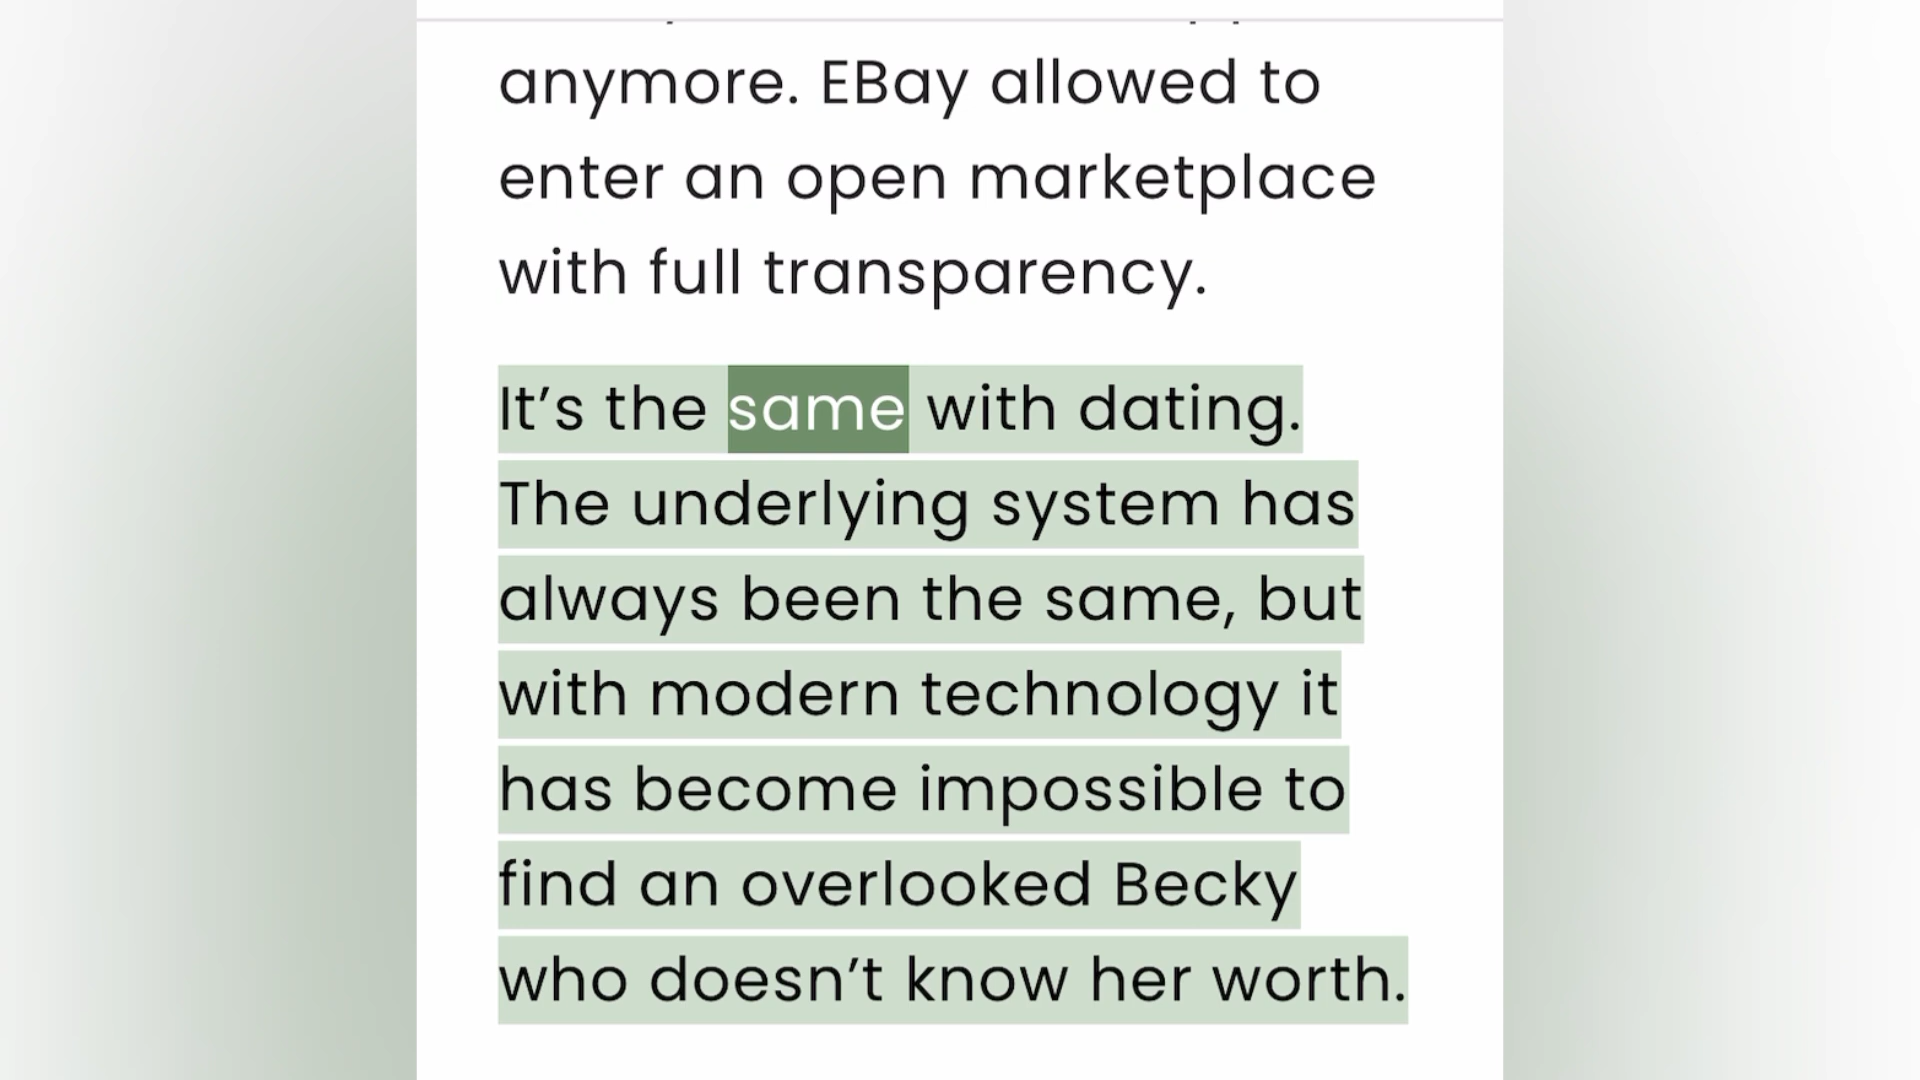 anymore. EBay allowed to
enter an open marketplace
with full transparency.
It’s the same with dating.
The underlying system has
always been the same, but
with modern technology it
has become impossible to
find an overlooked Becky
who doesn’t know her worth.